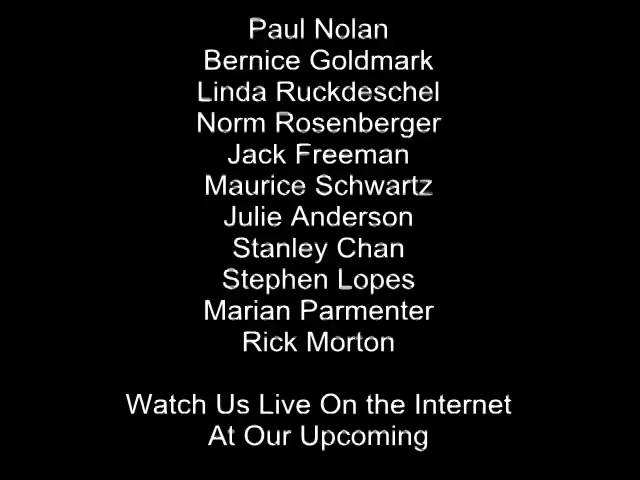 Paul Nolan
Bernice Goldmark
Linda Ruckdeschel
Norm Rosenberger
Jack Freeman
Maurice Schwartz
Julie Anderson
Stanley Chan
Stephen Lopes
Marian Parmenter
Rick Morton
Watch Us Live On the Internet
At Our Upcoming